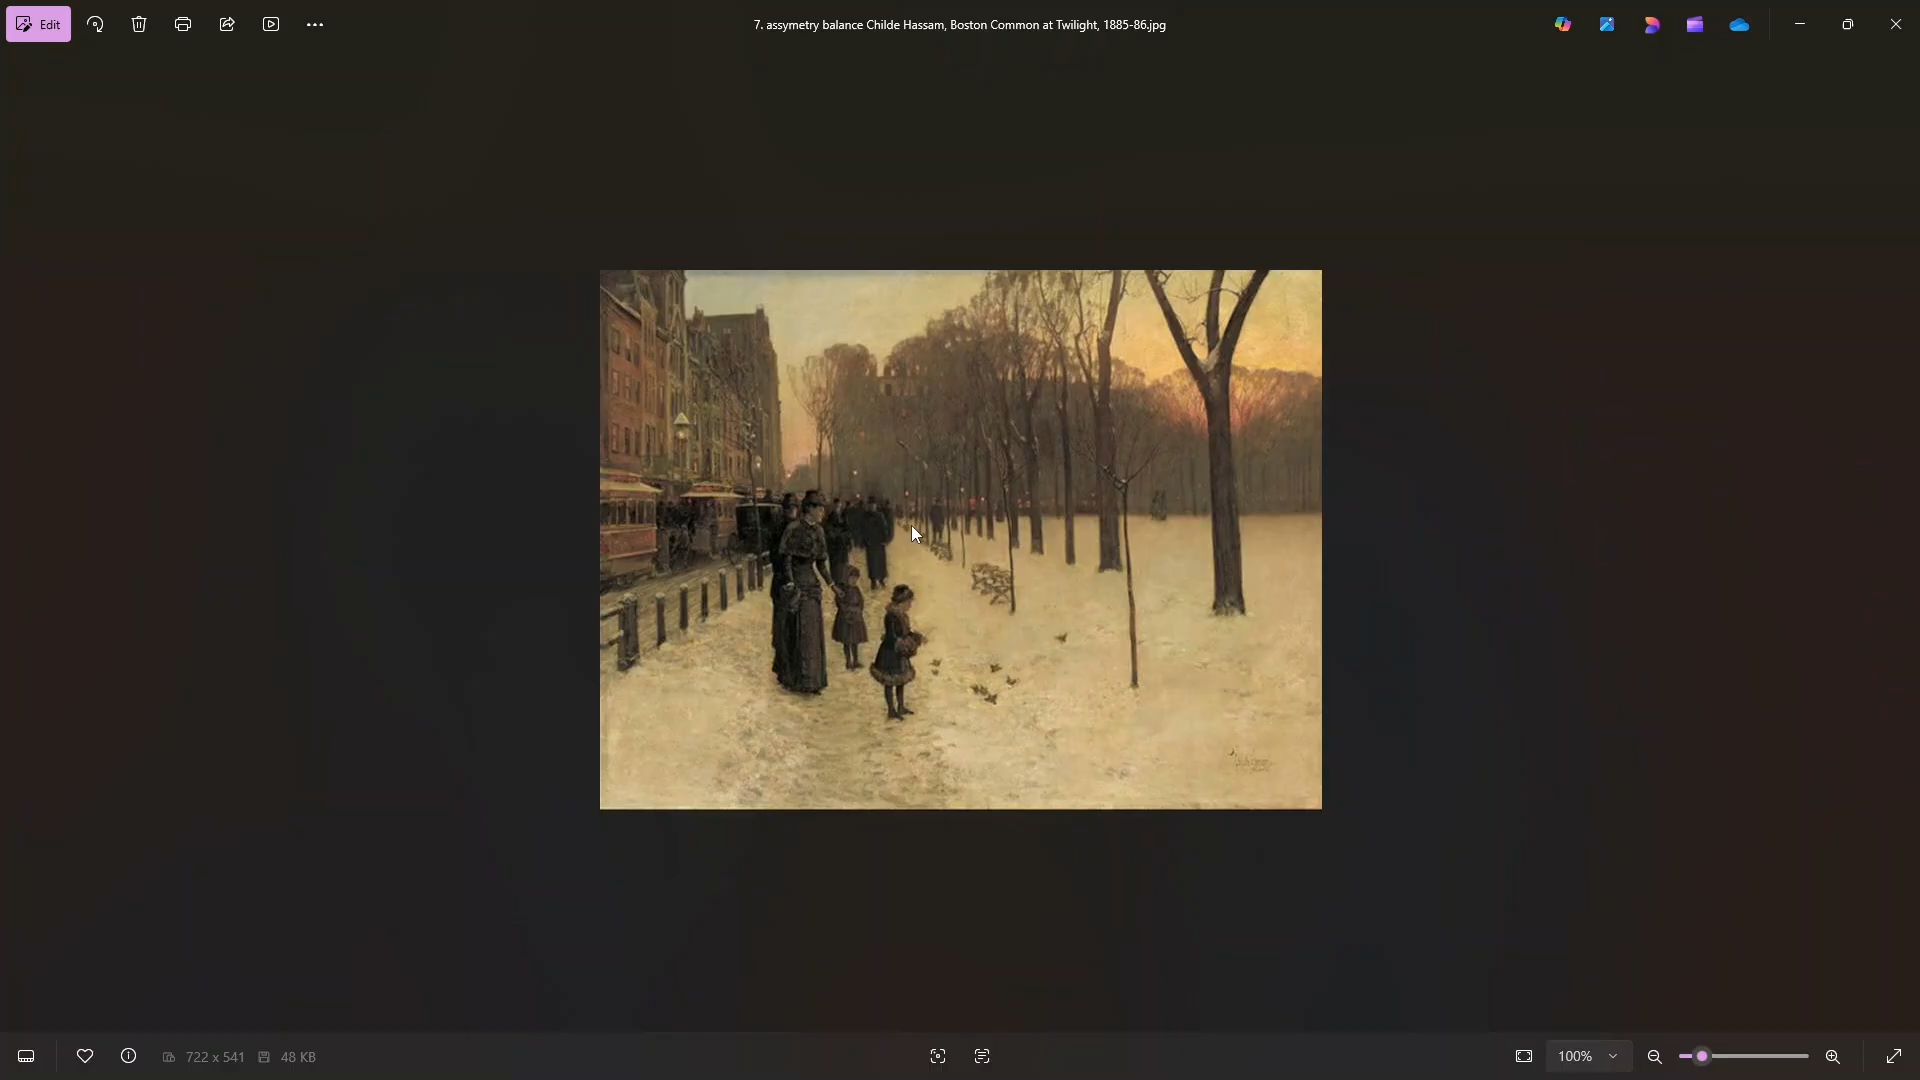 Edit
7. assymetry balance Childe Hassam, Boston Common at Twilight, 1885-86.jpg
722 x 541
48 KB
100%